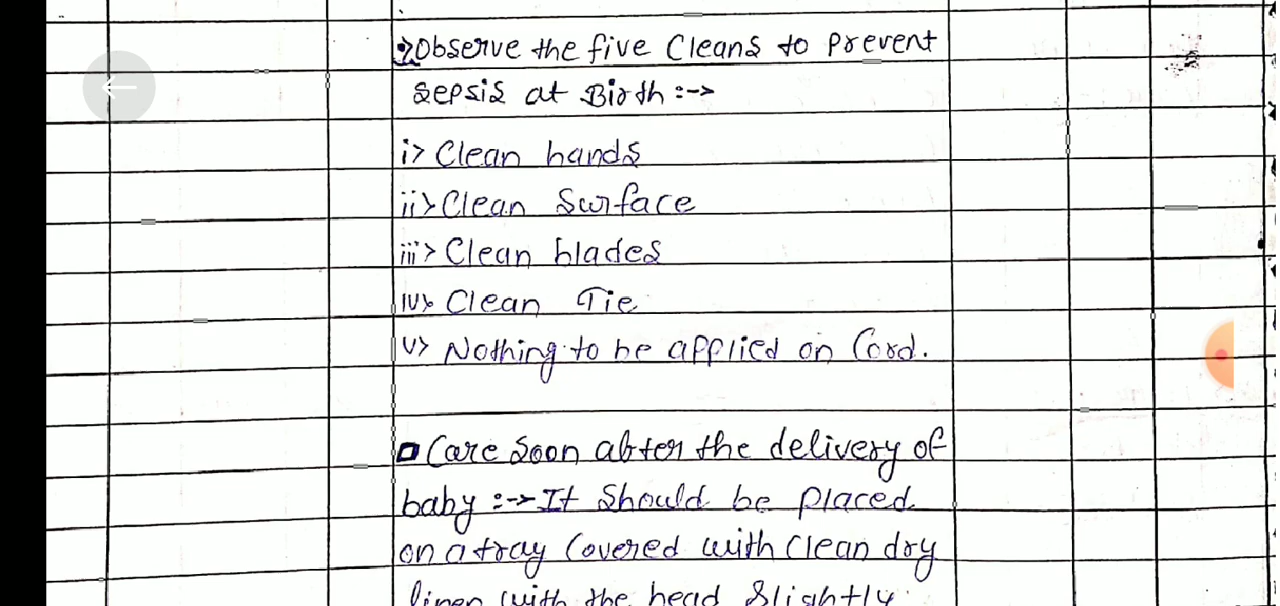 Observe the five Cleans to prevent
sepsis at Birth :->
i> Clean hands
ii> Clean Surface
iii> Clean blades
iv> Clean Tie
v> Nothing to be applied on Cord.
Care soon after the delivery of
baby :-> It should be placed
on a tray Covered with clean dry
linen with the head slightly